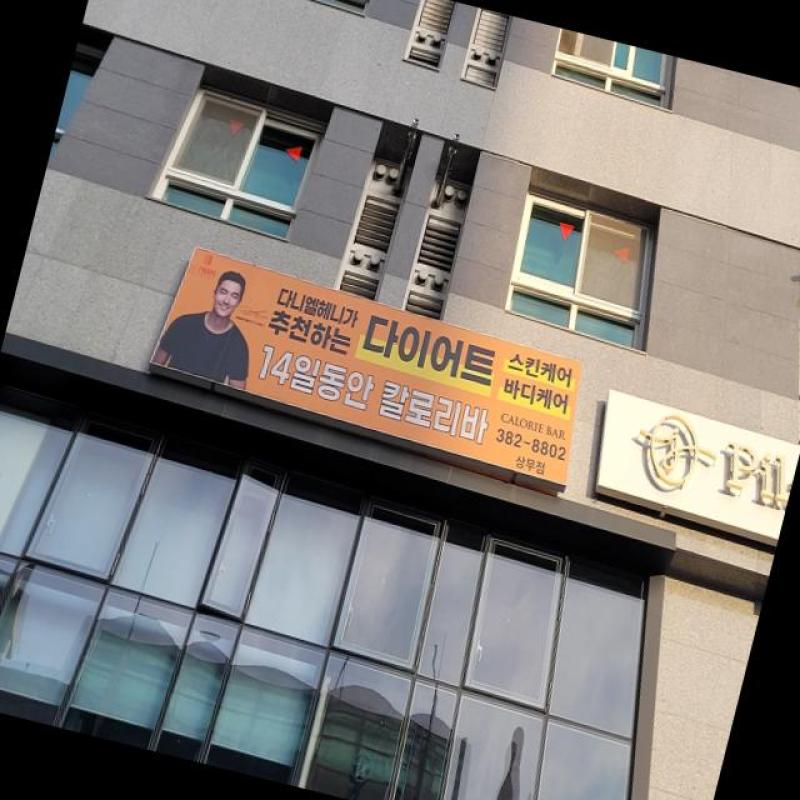 다니엘헤니가
추천하는
다이어트
스킨케어
바디케어
14일동안 칼로리바
CALORIE BAR
382-8802
상무점
Pil